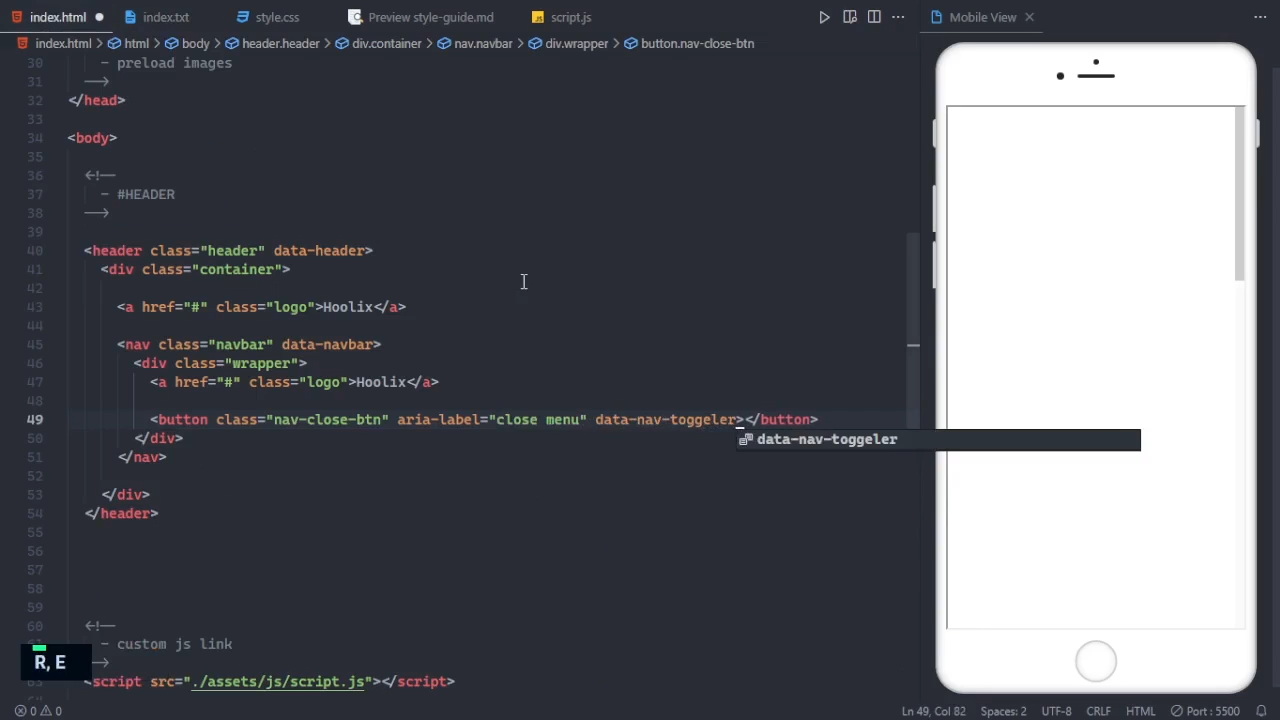 index.html index.txt style.css Preview style-guide.md script.js Mobile View
index.html > html > body > header.header > div.container > nav.navbar > div.wrapper > button.nav-close-btn
30 - preload images
31 -->
32 </head>
33
34 <body>
35
36 <!--
37 - #HEADER
38 -->
39
40 <header class="header" data-header>
41 <div class="container">
42
43 <a href="#" class="logo">Hoolix</a>
44
45 <nav class="navbar" data-navbar>
46 <div class="wrapper">
47 <a href="#" class="logo">Hoolix</a>
48
49 <button class="nav-close-btn" aria-label="close menu" data-nav-toggeler></button>
50 </div>
data-nav-toggeler
51 </nav>
52
53 </div>
54 </header>
55
56
57
58
59
60 <!--
61 - custom js link
-->
R, E
63 <script src="./assets/js/script.js"></script>
64
0 0 Ln 49, Col 82 Spaces: 2 UTF-8 CRLF HTML Port : 5500